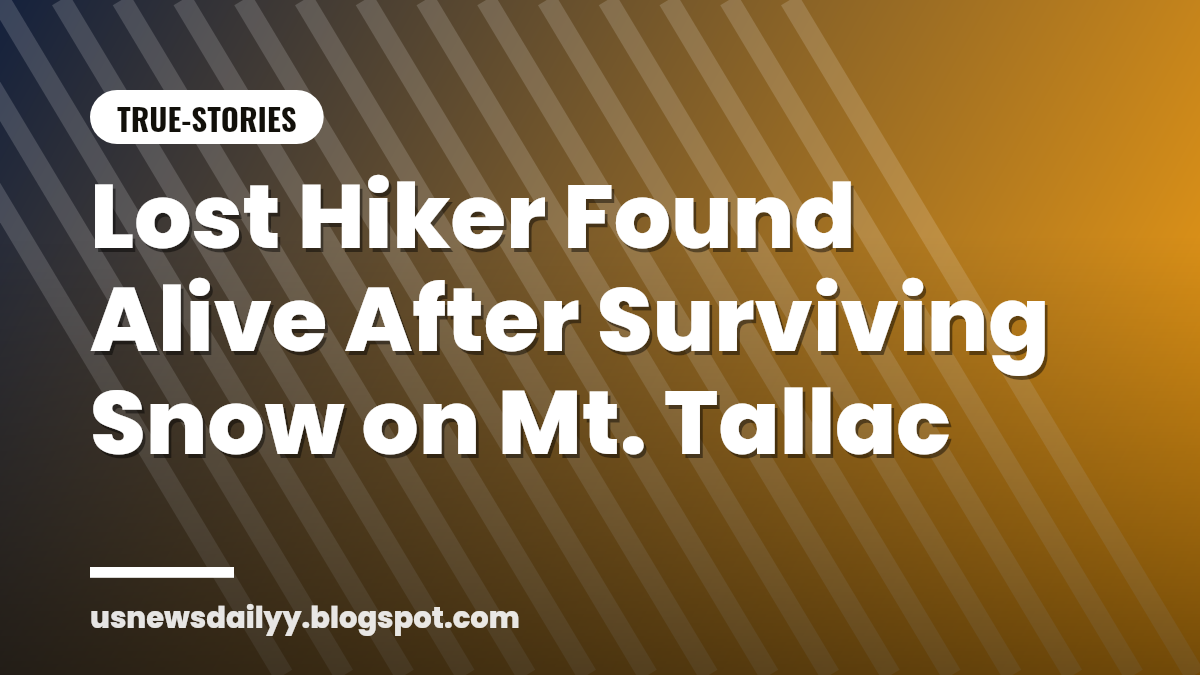 TRUE-STORIES
Lost Hiker Found
Alive After Surviving
Snow on Mt. Tallac
usnewsdailyy.blogspot.com